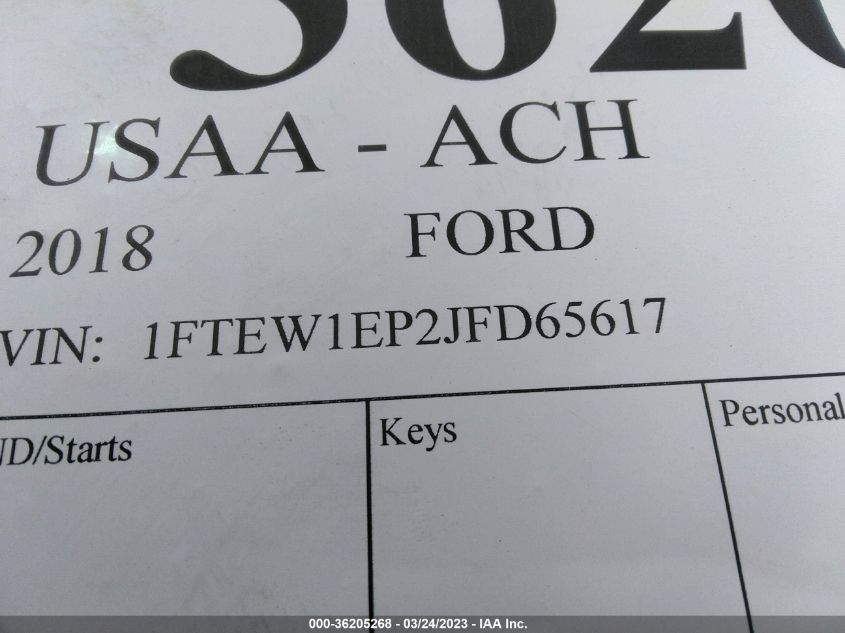 USAA - ACH
2018 FORD
VIN: 1FTEW1EP2JFD65617
Keys
Personal
/Starts
000-36205268 - 03/24/2023 - IAA Inc.